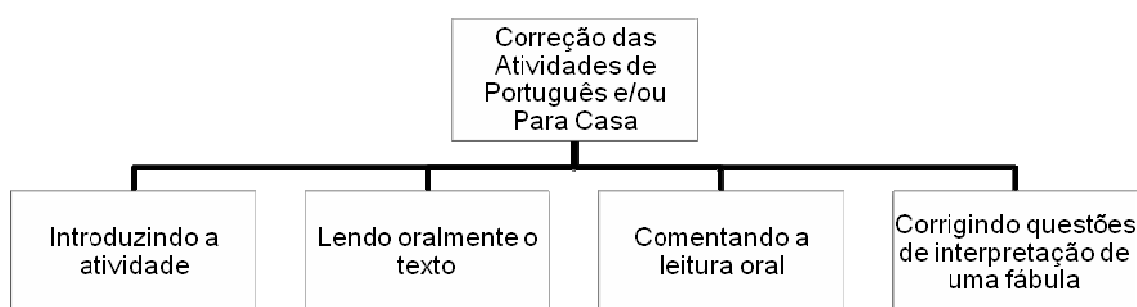 Correção das
Atividades de
Português e/ou
Para Casa
Introduzindo a
atividade
Lendo oralmente o
texto
Comentando a
leitura oral
Corrigindo questões
de interpretação de
uma fábula